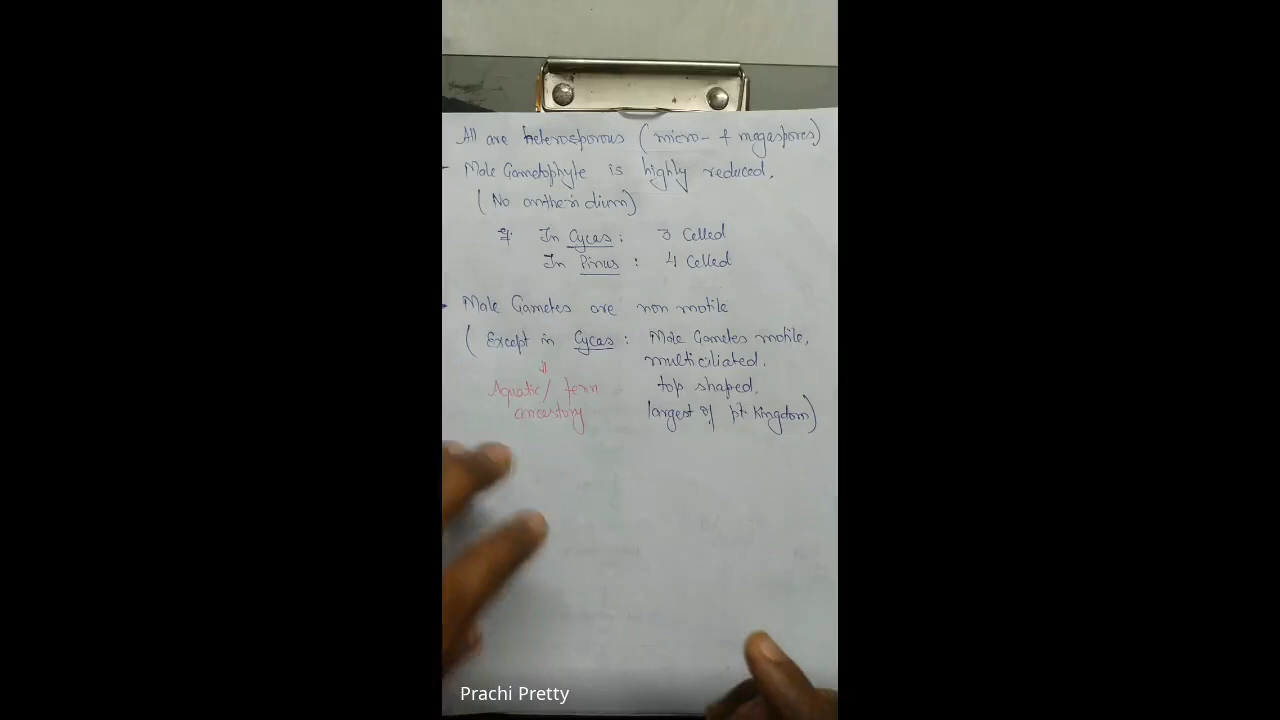 All are heterosporous (micro- & megaspores)
- Male Gametophyte is highly reduced.
(No antheridium)
In Cycas : 3 Celled
In Pinus : 4 Celled
- Male Gametes are non motile
(Except in Cycas : Male Gametes motile,
multiciliated.
top shaped.
largest of pt. Kingdom)
Aquatic / fern
ancestory
Prachi Pretty